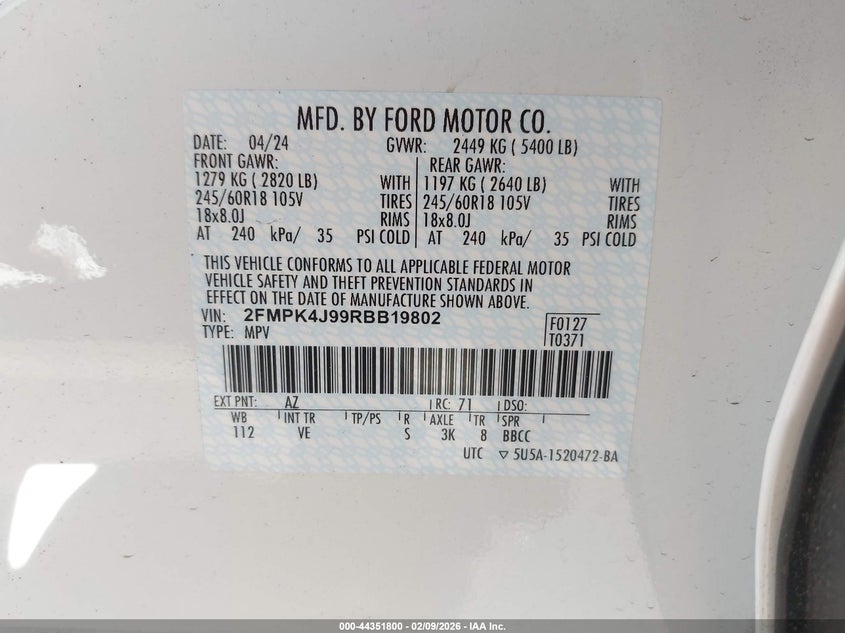 MFD. BY FORD MOTOR CO.
DATE: 04/24 GVWR: 2449 KG ( 5400 LB)
FRONT GAWR: REAR GAWR:
1279 KG ( 2820 LB) WITH 1197 KG ( 2640 LB) WITH
245/60R18 105V TIRES 245/60R18 105V TIRES
18x8.0J RIMS 18x8.0J RIMS
AT 240 kPa/ 35 PSI COLD AT 240 kPa/ 35 PSI COLD
THIS VEHICLE CONFORMS TO ALL APPLICABLE FEDERAL MOTOR
VEHICLE SAFETY AND THEFT PREVENTION STANDARDS IN
EFFECT ON THE DATE OF MANUFACTURE SHOWN ABOVE.
VIN: 2FMPK4J99RBB19802 F0127
TYPE: MPV T0371
EXT PNT: AZ RC: 71 DSO:
WB INT TR TP/PS R AXLE TR SPR
112 VE S 3K 8 BBCC
UTC ▽ 5U5A-1520472-BA
000-44351800 - 02/09/2026 - IAA Inc.